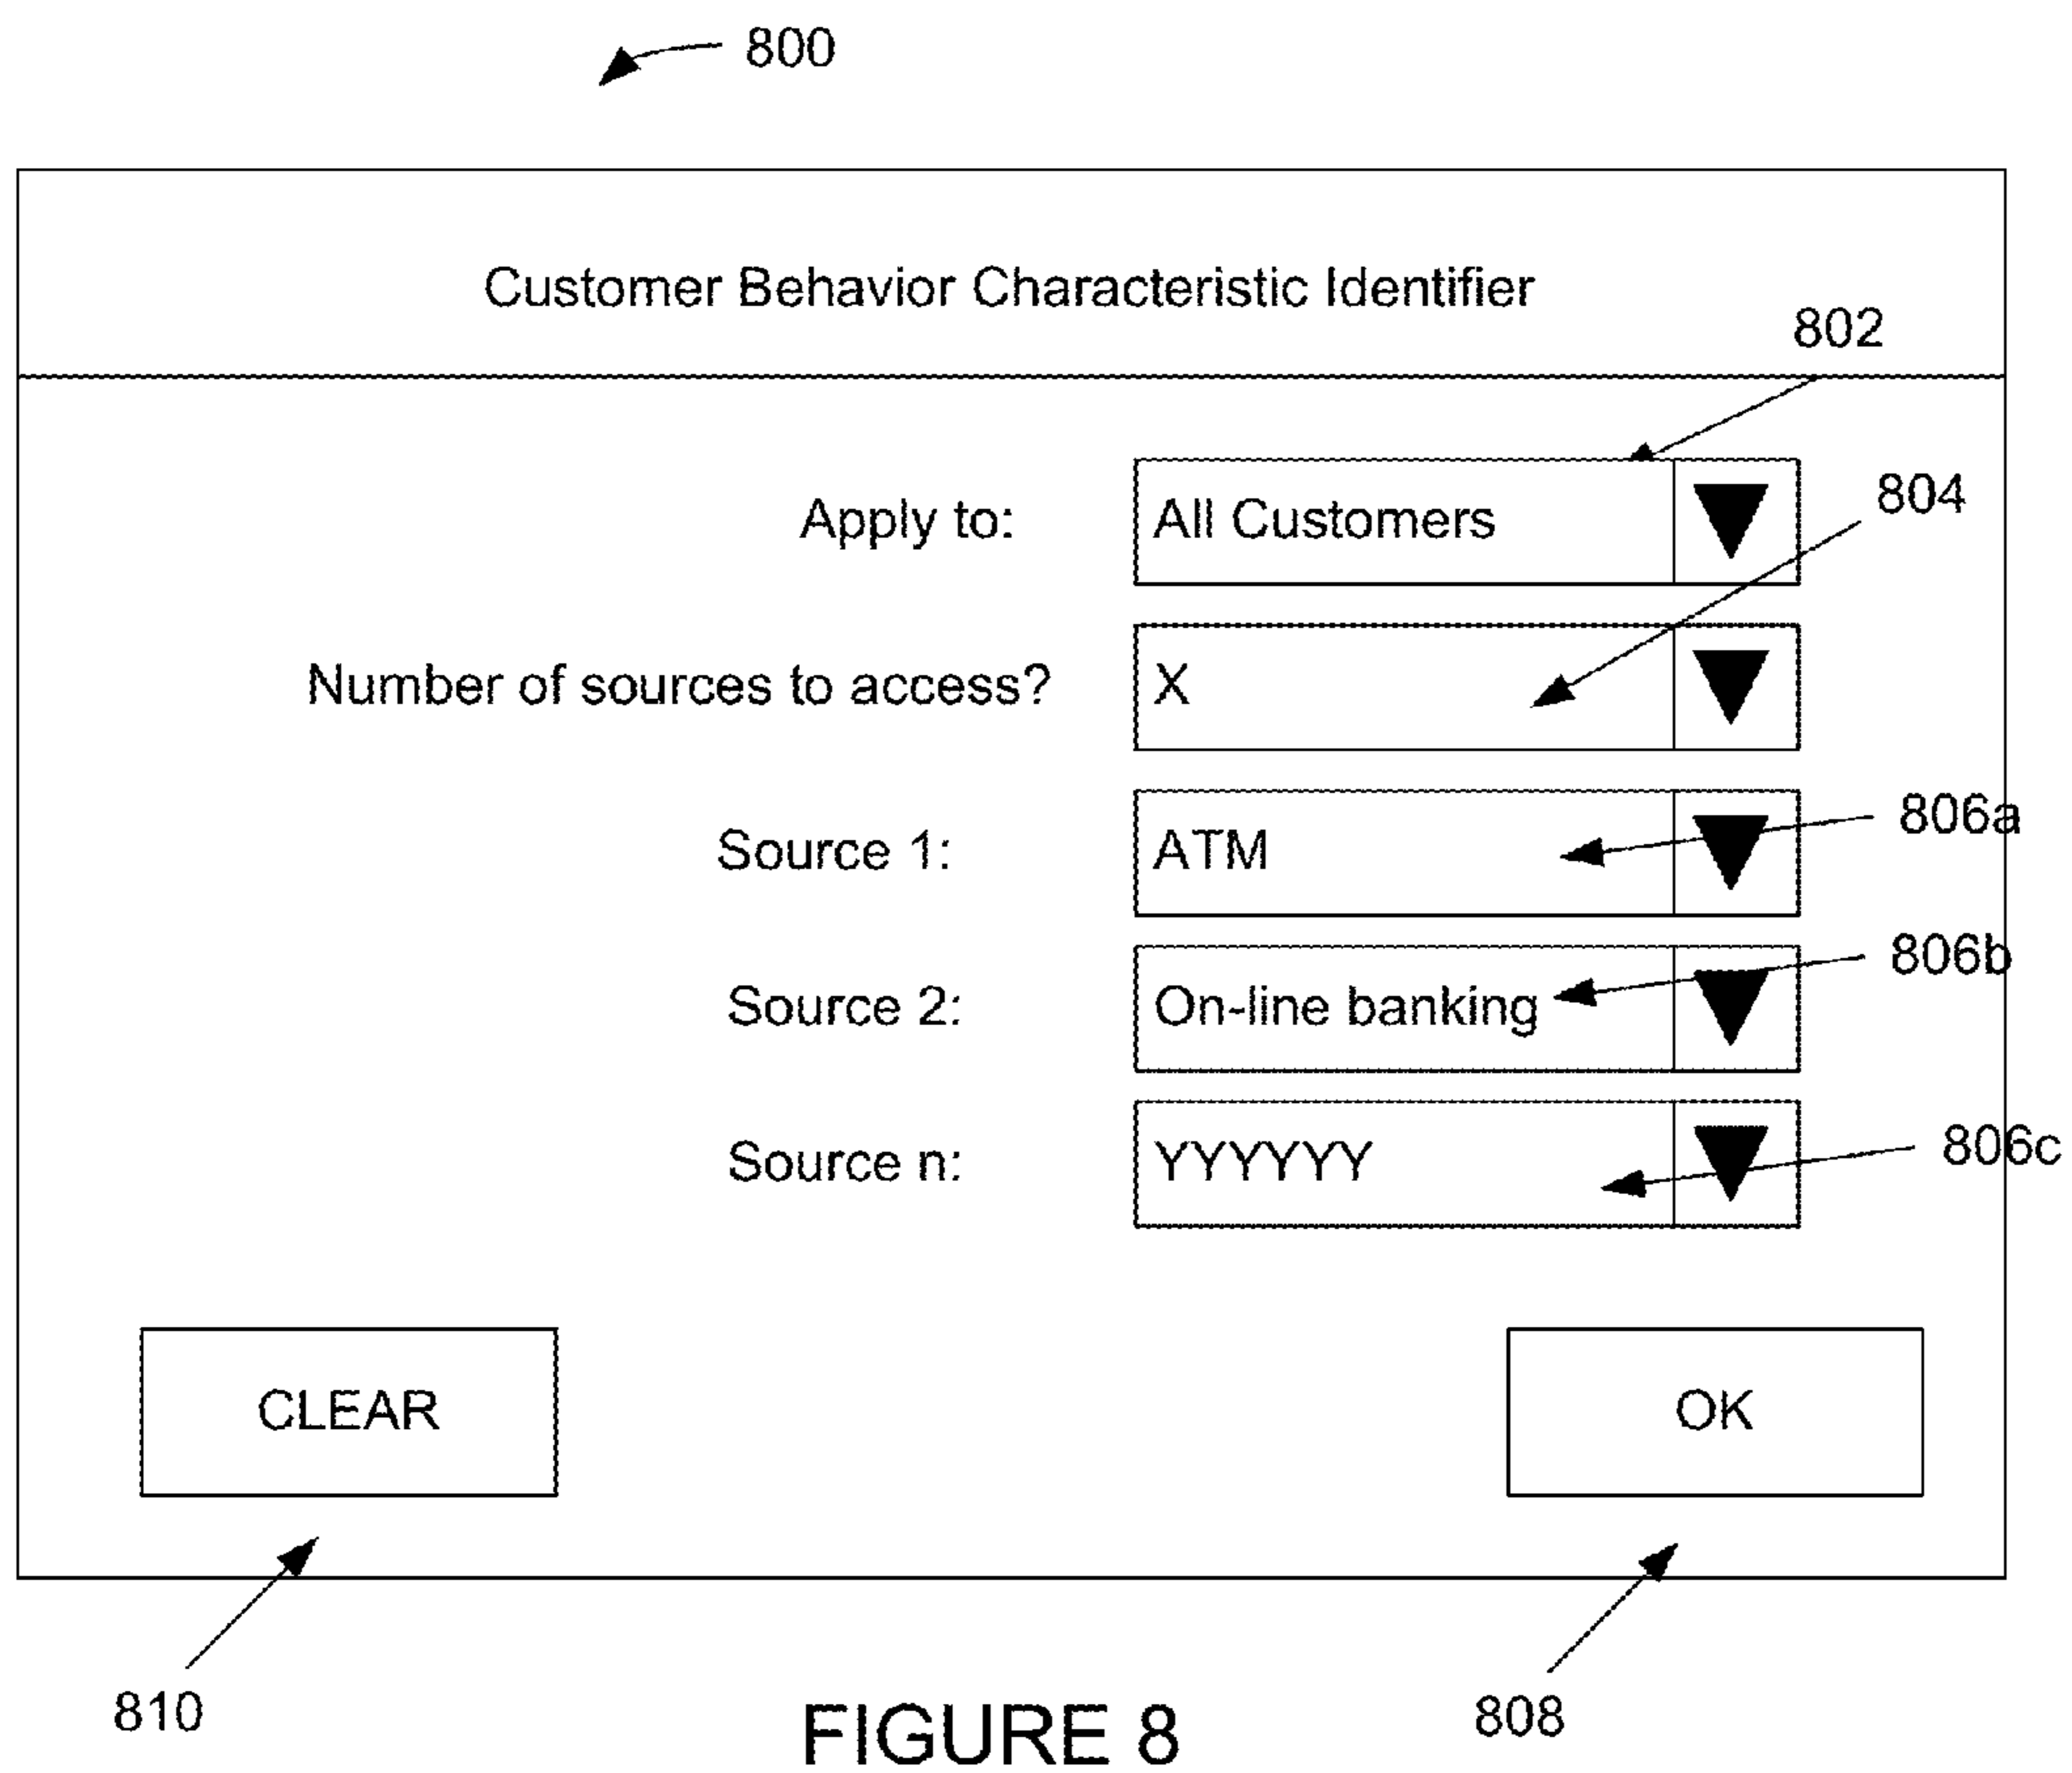 800
Customer Behavior Characteristic Identifier
802
Apply to: All Customers
804
Number of sources to access? X
Source 1: ATM 806a
Source 2: On-line banking 806b
Source n: YYYYYY 806c
CLEAR OK
810 808
FIGURE 8